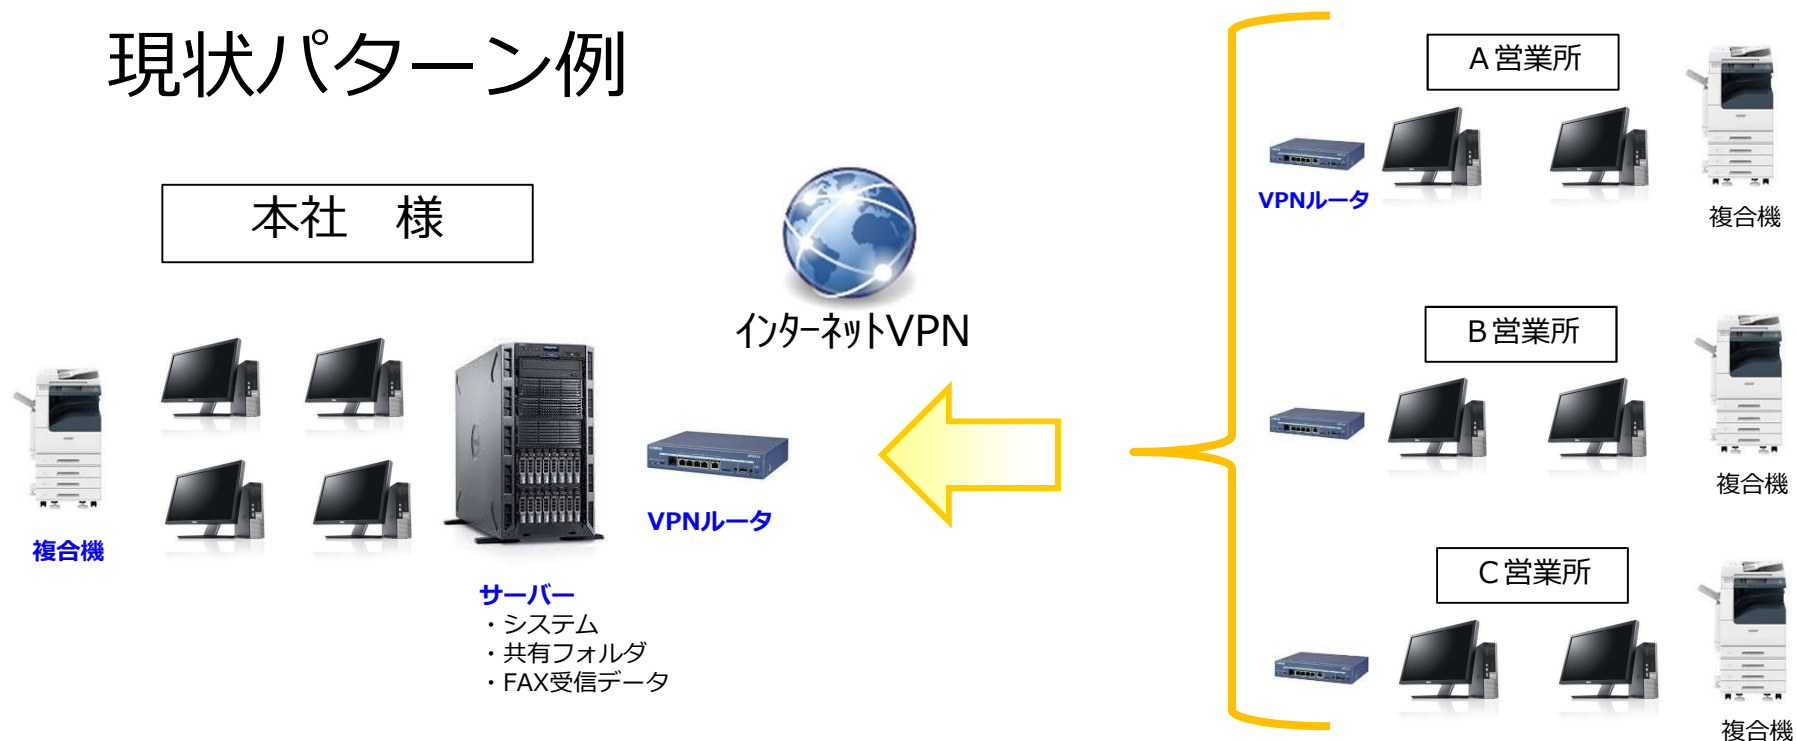 現状パターン例
本社　様
複合機
サーバー
・システム
・共有フォルダ
・FAX受信データ
VPNルータ
インターネットVPN
A営業所
VPNルータ
複合機
B営業所
複合機
C営業所
複合機